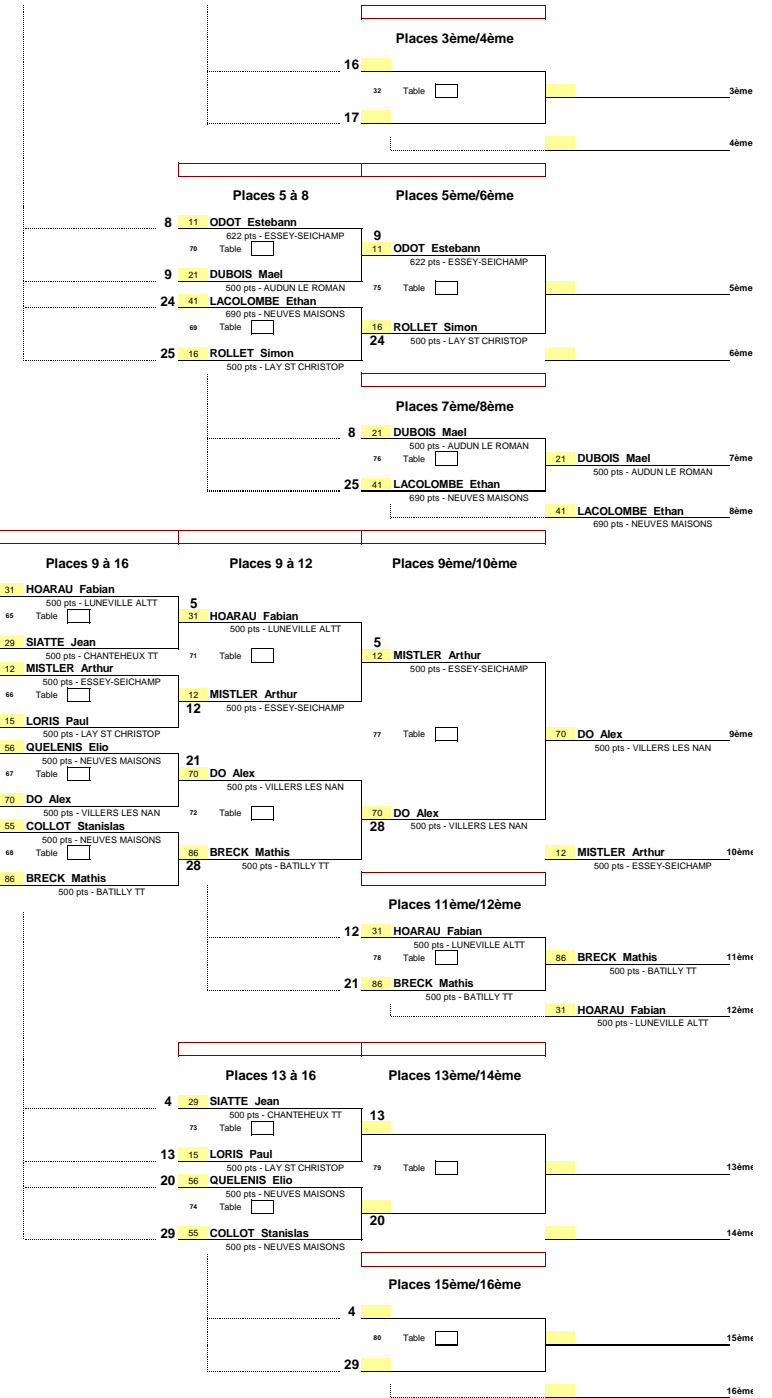 Places 3ème/4ème
16
32 Table 3ème
17
4ème
Places 5 à 8 Places 5ème/6ème
8 11 ODOT Estebann
622 pts - ESSEY-SEICHAMP 9
70 Table 11 ODOT Estebann
622 pts - ESSEY-SEICHAMP
9 21 DUBOIS Mael
500 pts - AUDUN LE ROMAN 75 Table 5ème
24 41 LACOLOMBE Ethan
690 pts - NEUVES MAISONS
69 Table 16 ROLLET Simon
24 500 pts - LAY ST CHRISTOP
25 16 ROLLET Simon 6ème
500 pts - LAY ST CHRISTOP
Places 7ème/8ème
8 21 DUBOIS Mael
500 pts - AUDUN LE ROMAN
76 Table 21 DUBOIS Mael 7ème
500 pts - AUDUN LE ROMAN
25 41 LACOLOMBE Ethan
690 pts - NEUVES MAISONS
41 LACOLOMBE Ethan 8ème
690 pts - NEUVES MAISONS
Places 9 à 16 Places 9 à 12 Places 9ème/10ème
31 HOARAU Fabian
500 pts - LUNEVILLE ALTT 5
65 Table 31 HOARAU Fabian
500 pts - LUNEVILLE ALTT
29 SIATTE Jean 5
500 pts - CHANTEHEUX TT 71 Table 12 MISTLER Arthur
12 MISTLER Arthur 500 pts - ESSEY-SEICHAMP
500 pts - ESSEY-SEICHAMP
66 Table 12 MISTLER Arthur
12 500 pts - ESSEY-SEICHAMP
15 LORIS Paul
500 pts - LAY ST CHRISTOP 77 Table 70 DO Alex 9ème
56 QUELENIS Elio 500 pts - VILLERS LES NAN
500 pts - NEUVES MAISONS 21
67 Table 70 DO Alex
500 pts - VILLERS LES NAN
70 DO Alex
500 pts - VILLERS LES NAN 72 Table 70 DO Alex
55 COLLOT Stanislas 28 500 pts - VILLERS LES NAN
500 pts - NEUVES MAISONS
68 Table 86 BRECK Mathis 12 MISTLER Arthur 10ème
28 500 pts - BATILLY TT 500 pts - ESSEY-SEICHAMP
86 BRECK Mathis
500 pts - BATILLY TT
Places 11ème/12ème
12 31 HOARAU Fabian
500 pts - LUNEVILLE ALTT
78 Table 86 BRECK Mathis 11ème
500 pts - BATILLY TT
21 86 BRECK Mathis
500 pts - BATILLY TT
31 HOARAU Fabian 12ème
500 pts - LUNEVILLE ALTT
Places 13 à 16 Places 13ème/14ème
4 29 SIATTE Jean
500 pts - CHANTEHEUX TT 13
73 Table
13 15 LORIS Paul
500 pts - LAY ST CHRISTOP 79 Table 13ème
20 56 QUELENIS Elio
500 pts - NEUVES MAISONS
74 Table
20
29 55 COLLOT Stanislas 14ème
500 pts - NEUVES MAISONS
Places 15ème/16ème
4
80 Table 15ème
29
16ème